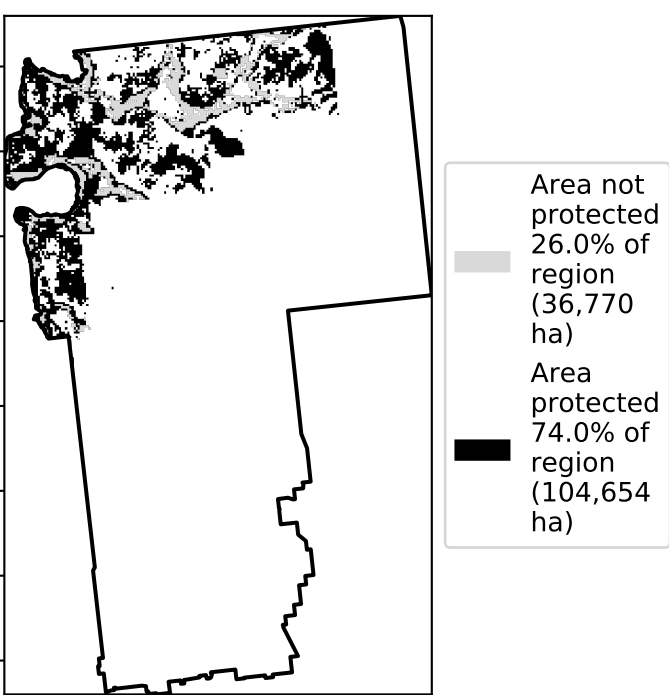 Area not
protected
26.0% of
region
(36,770
ha)
Area
protected
74.0% of
region
(104,654
ha)